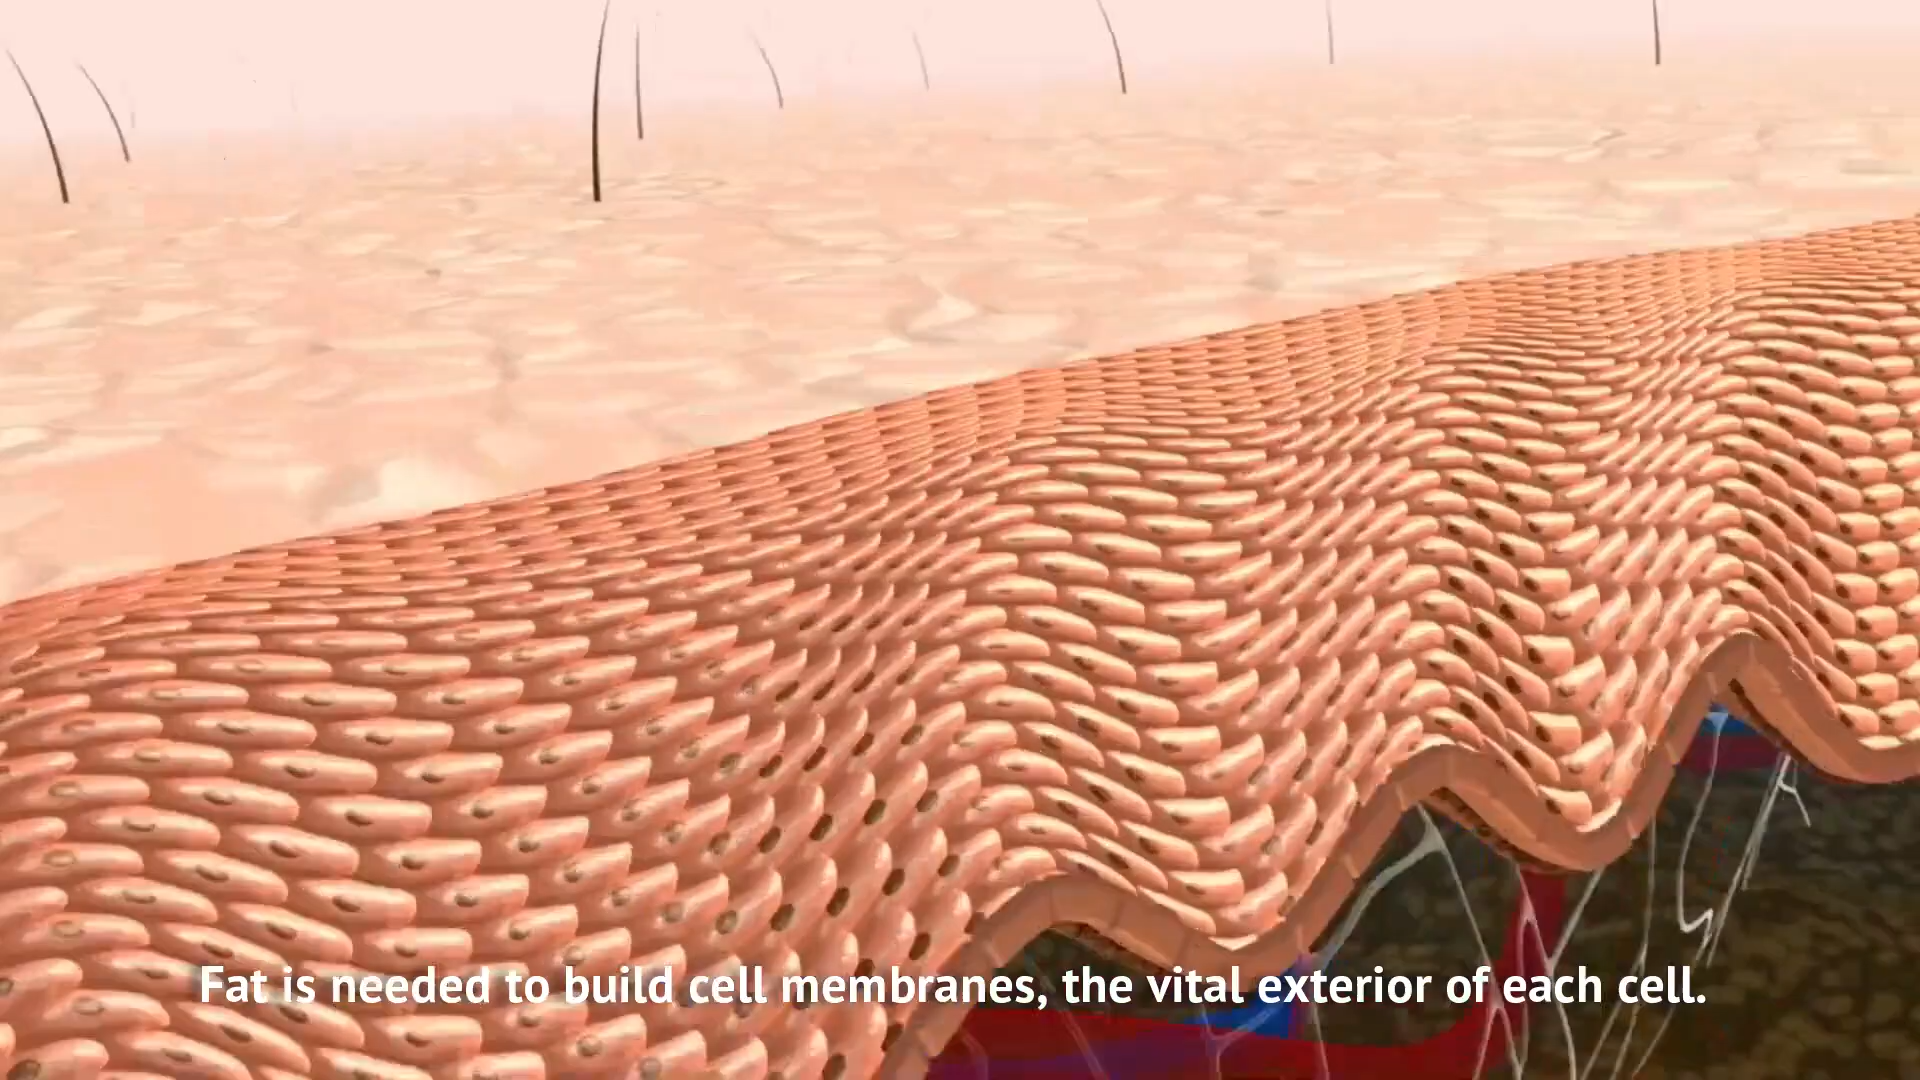 Fat is needed to build cell membranes, the vital exterior of each cell.